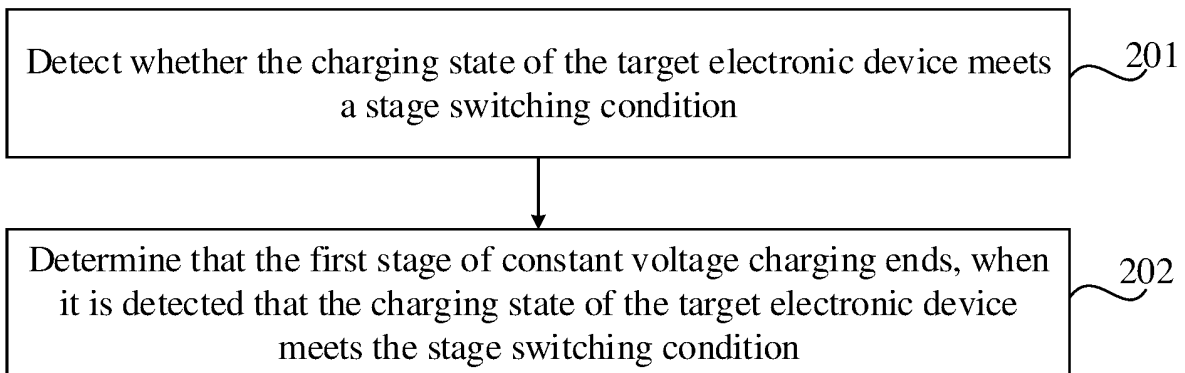 Detect whether the charging state of the target electronic device meets
a stage switching condition
201
Determine that the first stage of constant voltage charging ends, when
it is detected that the charging state of the target electronic device
meets the stage switching condition
202